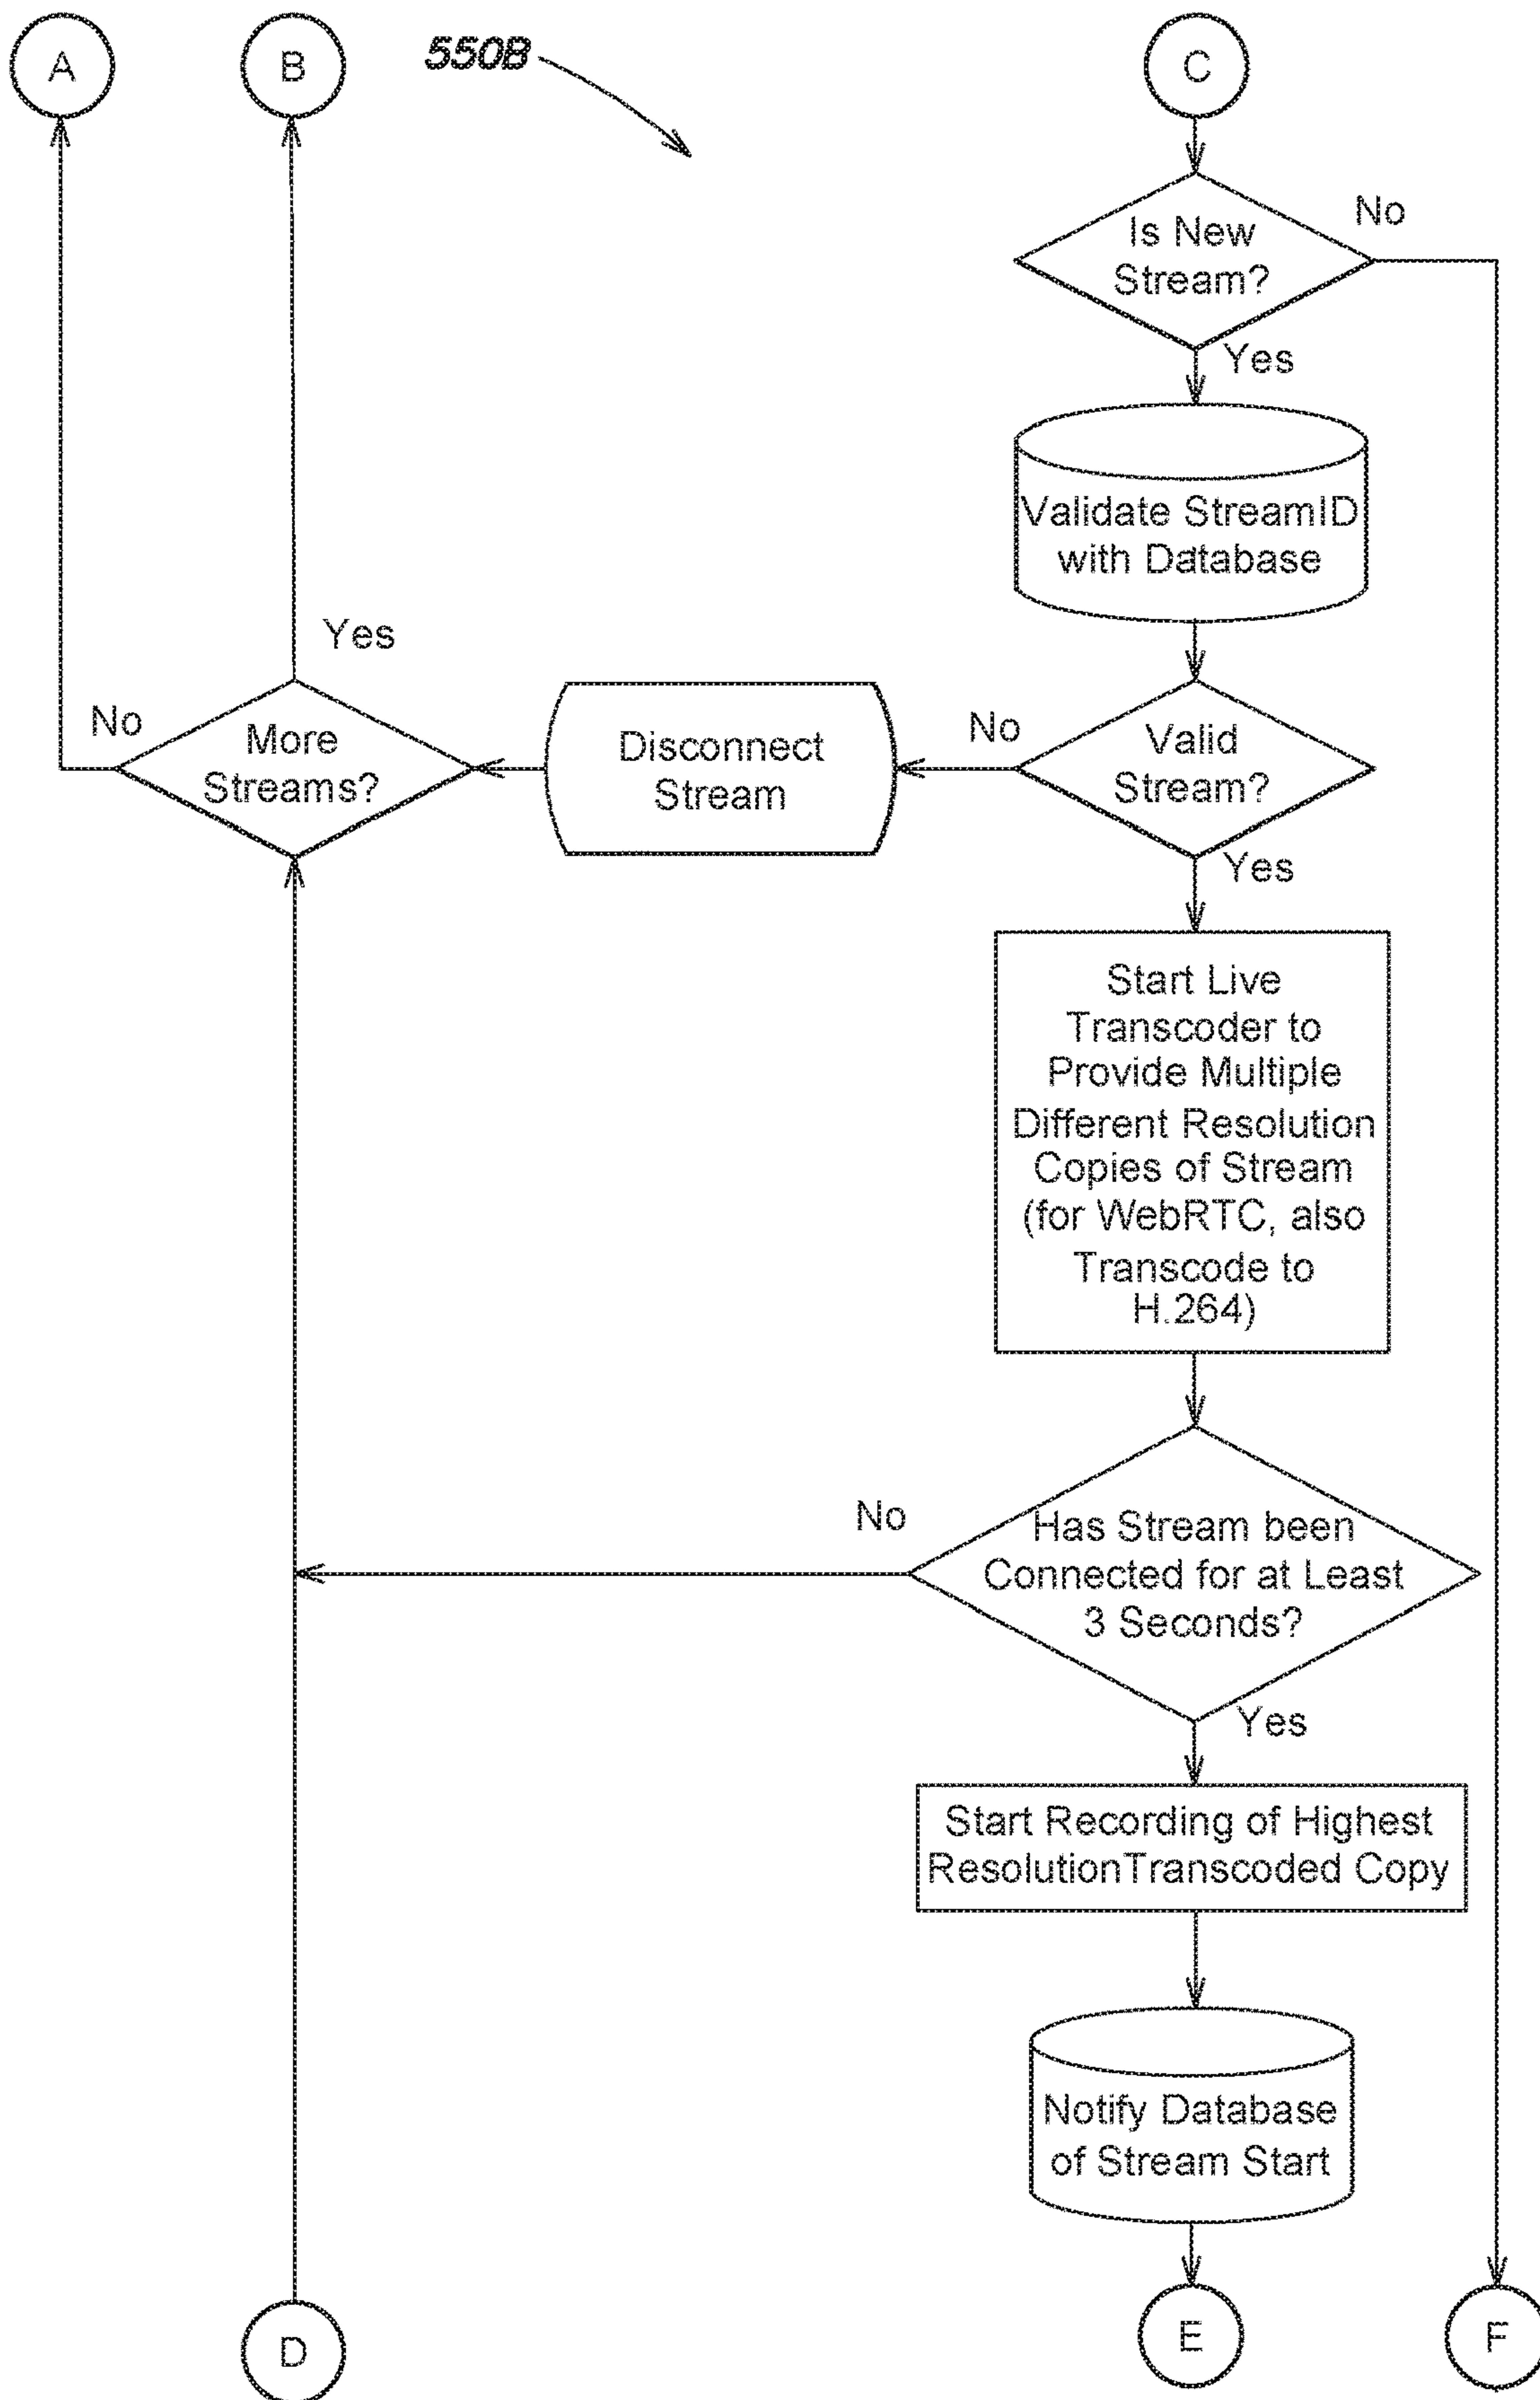 A
B
550B
C
Is New
Stream?
No
Yes
Validate StreamID
with Database
Yes
No
More
Streams?
Disconnect
Stream
No
Valid
Stream?
Yes
Start Live
Transcoder to
Provide Multiple
Different Resolution
Copies of Stream
(for WebRTC, also
Transcode to
H.264)
No
Has Stream been
Connected for at Least
3 Seconds?
Yes
Start Recording of Highest
ResolutionTranscoded Copy
Notify Database
of Stream Start
D
E
F